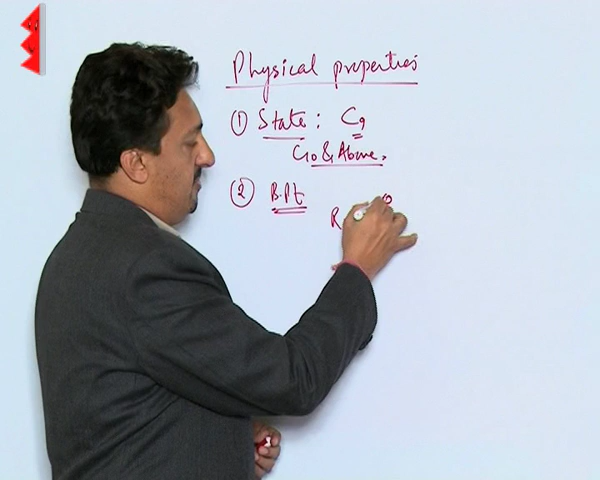 Physical properties
① State : C₉
C₁₀ & Above.
② B.Pt
R